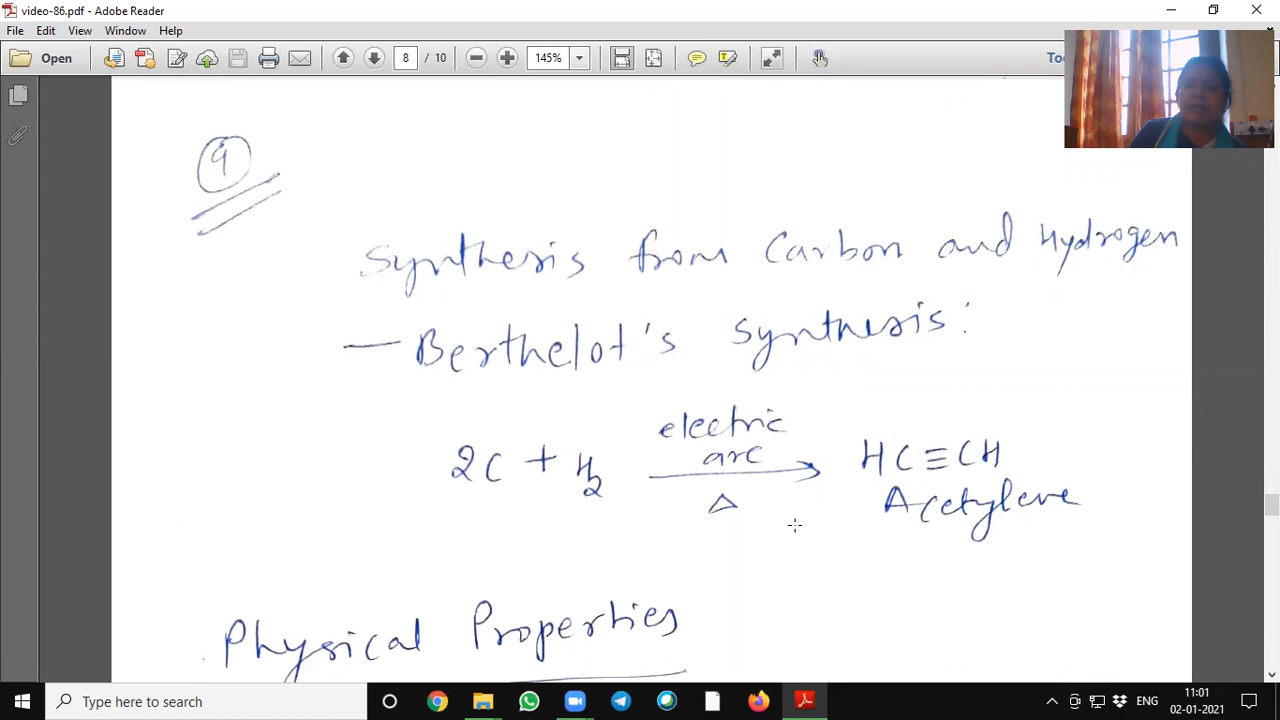 video-86.pdf - Adobe Reader
File Edit View Window Help
Open 8 / 10 145%
9
Synthesis from Carbon and Hydrogen
— Berthelot's synthesis:
electric
2C + H2 arc → HC≡CH
Δ Acetylene
Physical Properties
Type here to search
ENG
11:01
02-01-2021